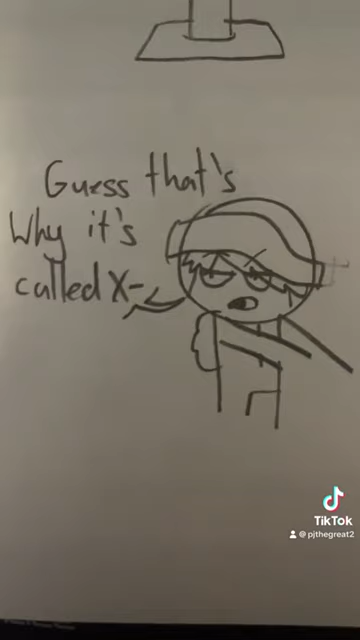 Guess that's
Why it's
called X-
TikTok
@pjthegreat2